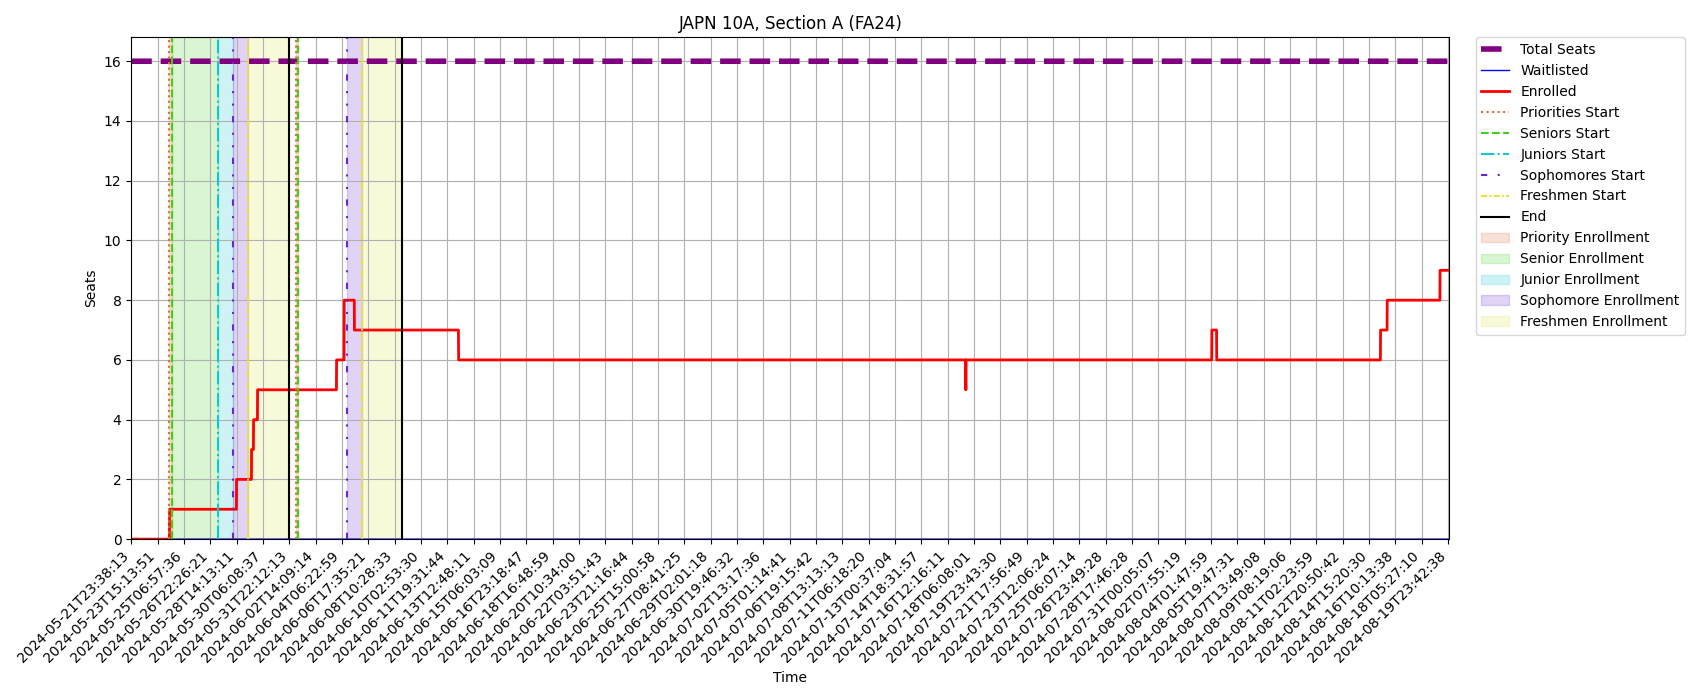 JAPN 10A, Section A (FA24)
Seats
16
14
12
10
8
6
4
2
0
2024-05-21T23:38:13
2024-05-23T15:13:51
2024-05-25T06:57:36
2024-05-26T22:26:21
2024-05-28T14:13:11
2024-05-30T06:08:37
2024-05-31T22:12:13
2024-06-02T14:09:14
2024-06-04T06:22:59
2024-06-06T17:35:21
2024-06-08T10:28:33
2024-06-10T02:53:30
2024-06-11T19:31:44
2024-06-13T12:48:11
2024-06-15T06:03:09
2024-06-16T23:18:47
2024-06-18T16:48:59
2024-06-20T10:34:00
2024-06-22T03:51:43
2024-06-23T21:16:44
2024-06-25T15:00:58
2024-06-27T08:41:25
2024-06-29T02:01:18
2024-06-30T19:46:32
2024-07-02T13:17:36
2024-07-05T01:14:41
2024-07-06T19:15:42
2024-07-08T13:13:13
2024-07-11T06:18:20
2024-07-13T00:37:04
2024-07-14T18:31:57
2024-07-16T12:16:11
2024-07-18T06:08:01
2024-07-19T23:43:30
2024-07-21T17:56:49
2024-07-23T12:06:24
2024-07-25T06:07:14
2024-07-26T23:49:28
2024-07-28T17:46:28
2024-07-31T00:05:07
2024-08-02T07:55:19
2024-08-04T01:47:59
2024-08-05T19:47:31
2024-08-07T13:49:08
2024-08-09T08:19:06
2024-08-11T02:23:59
2024-08-12T20:50:42
2024-08-14T15:20:30
2024-08-16T10:13:38
2024-08-18T05:27:10
2024-08-19T23:42:38
Time
Total Seats
Waitlisted
Enrolled
Priorities Start
Seniors Start
Juniors Start
Sophomores Start
Freshmen Start
End
Priority Enrollment
Senior Enrollment
Junior Enrollment
Sophomore Enrollment
Freshmen Enrollment